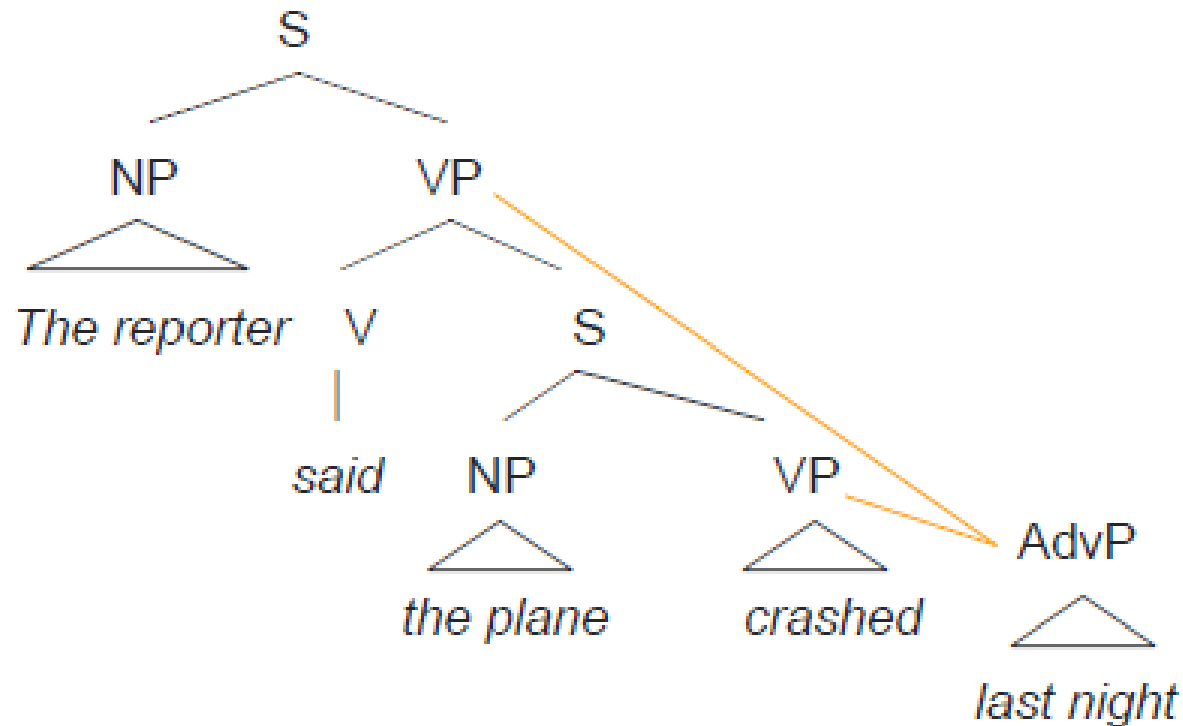 S
NP VP
The reporter V S
said NP VP
AdvP
the plane crashed
last night